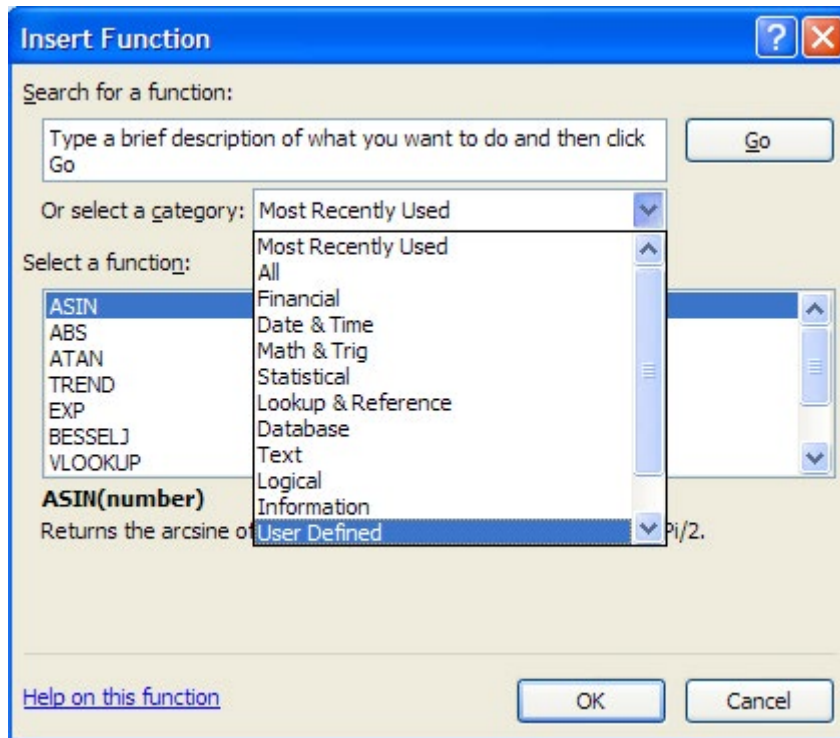 Insert Function
Search for a function:
Type a brief description of what you want to do and then click
Go
Go
Or select a category: Most Recently Used
Most Recently Used
All
Financial
Date & Time
Math & Trig
Statistical
Lookup & Reference
Database
Text
Logical
Information
User Defined
Select a function:
ASIN
ABS
ATAN
TREND
EXP
BESSELJ
VLOOKUP
ASIN(number)
Returns the arcsine of Pi/2.
Help on this function
OK
Cancel